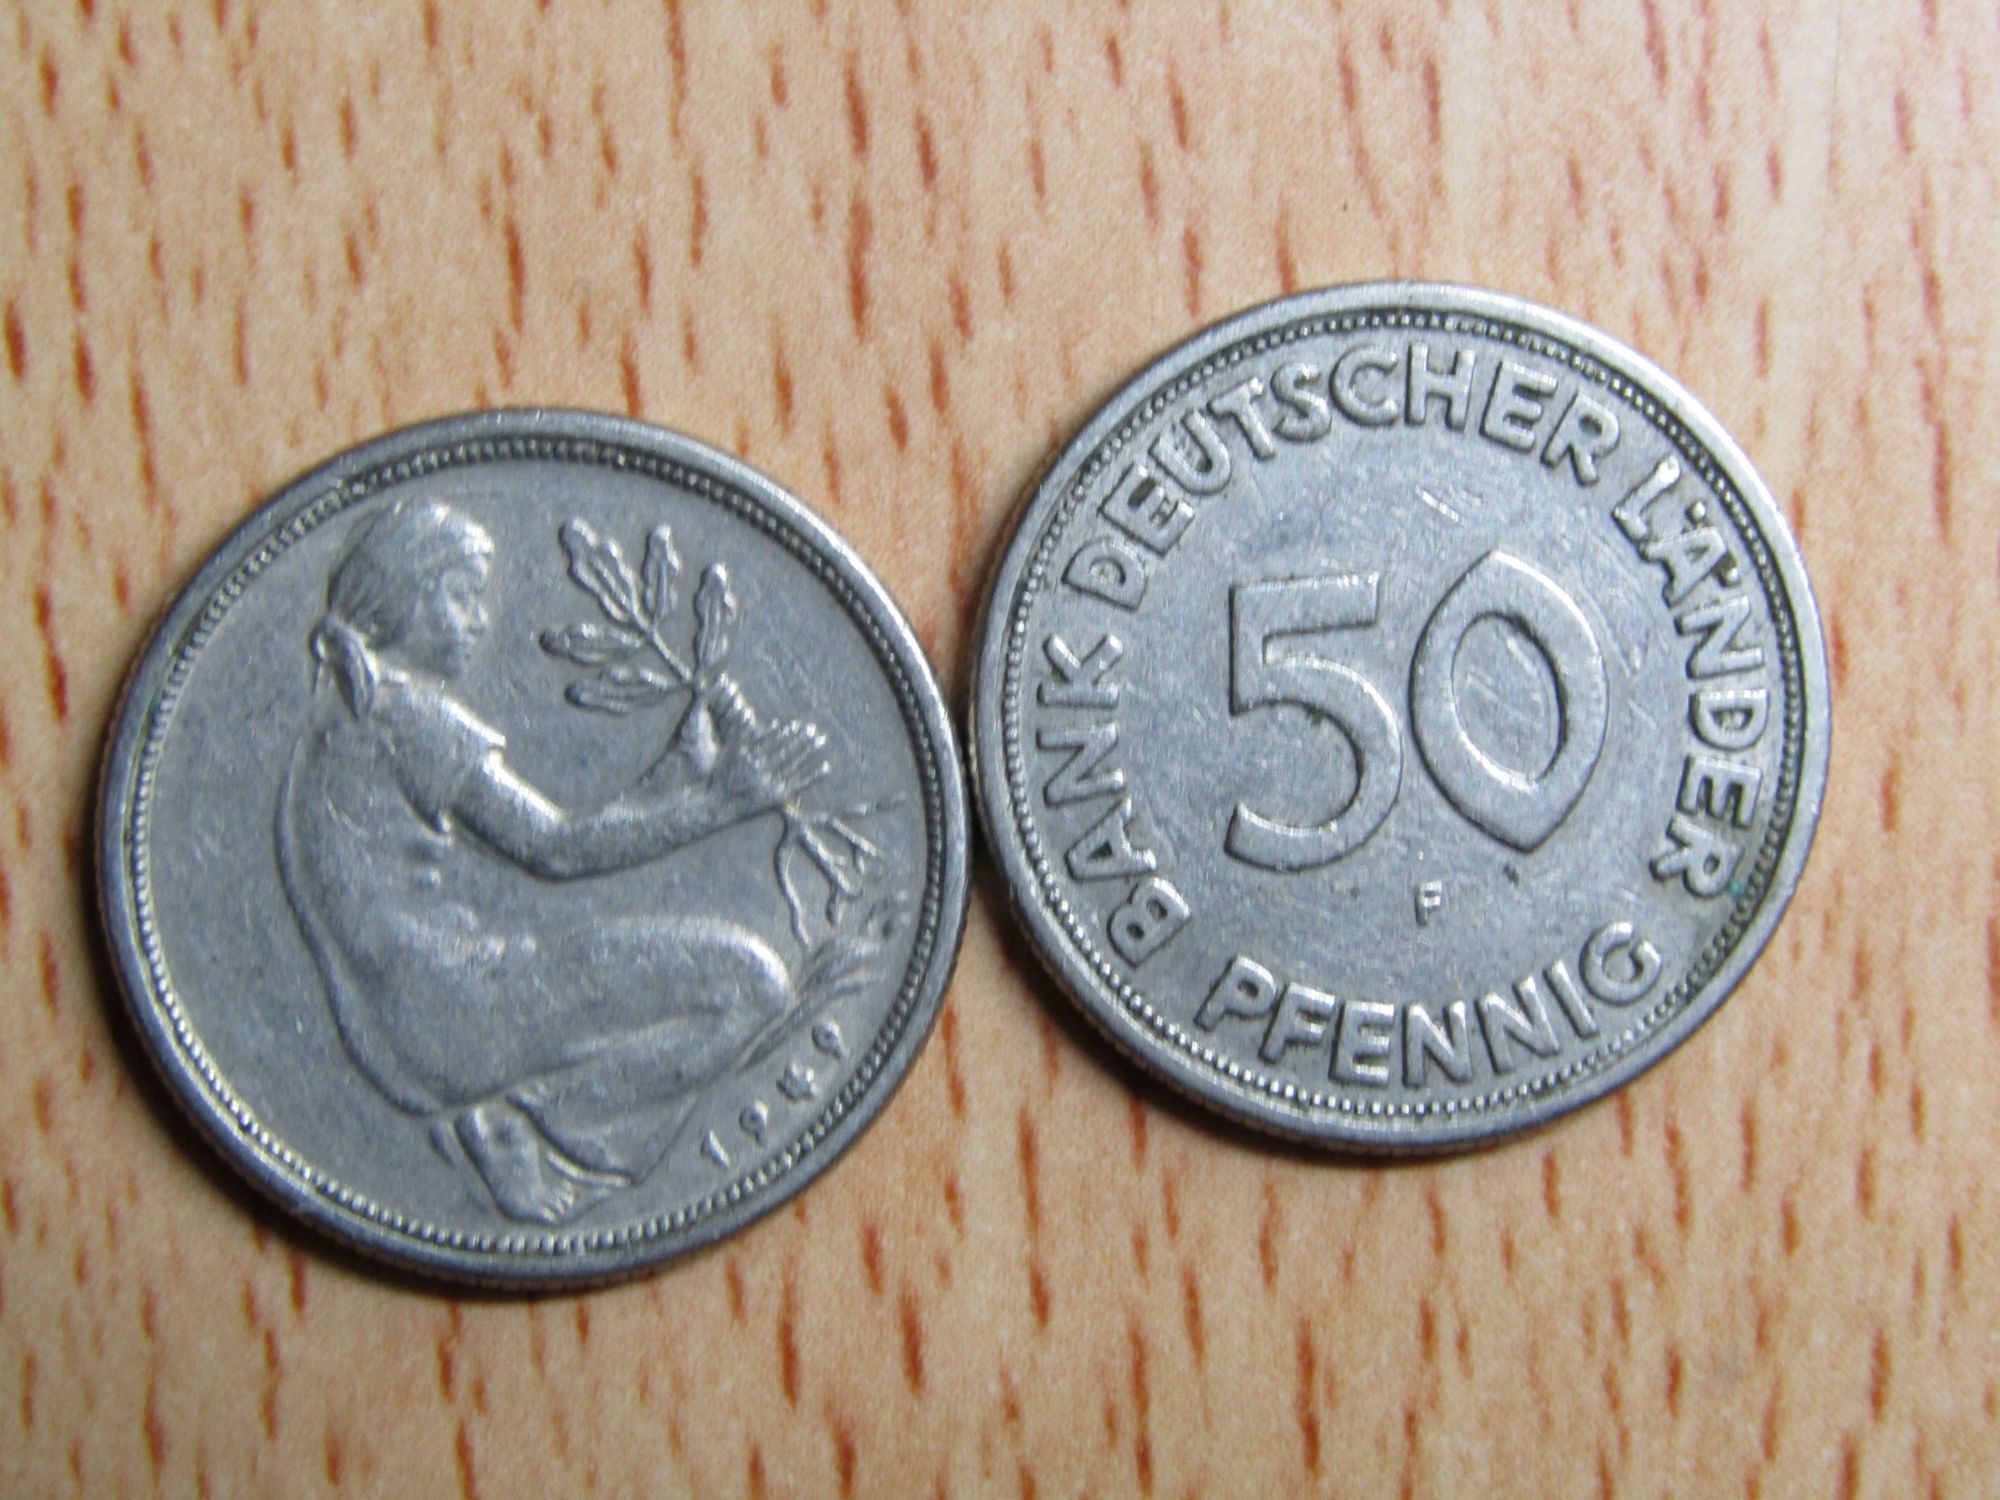 1949
BANK DEUTSCHER LÄNDER
50
F
PFENNIG